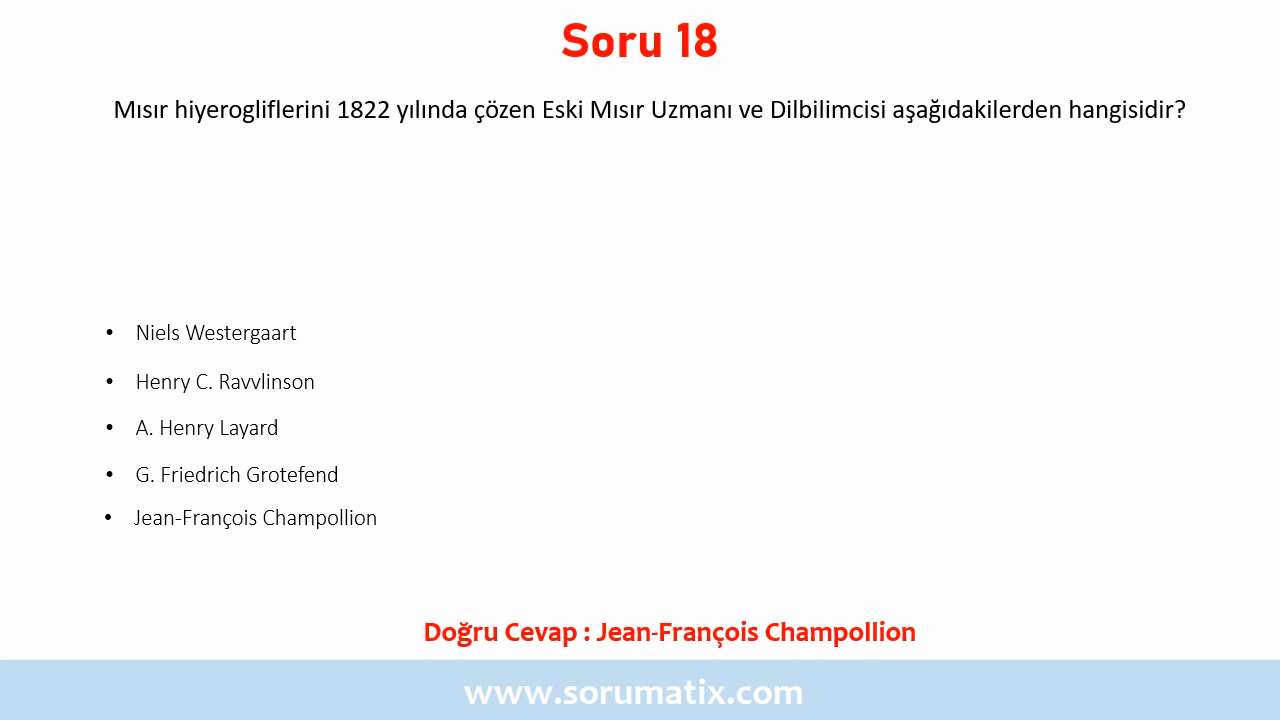 Soru 18
Mısır hiyerogliflerini 1822 yılında çözen Eski Mısır Uzmanı ve Dilbilimcisi aşağıdakilerden hangisidir?
• Niels Westergaart
• Henry C. Ravvlinson
• A. Henry Layard
• G. Friedrich Grotefend
• Jean-François Champollion
Doğru Cevap : Jean-François Champollion
www.sorumatix.com